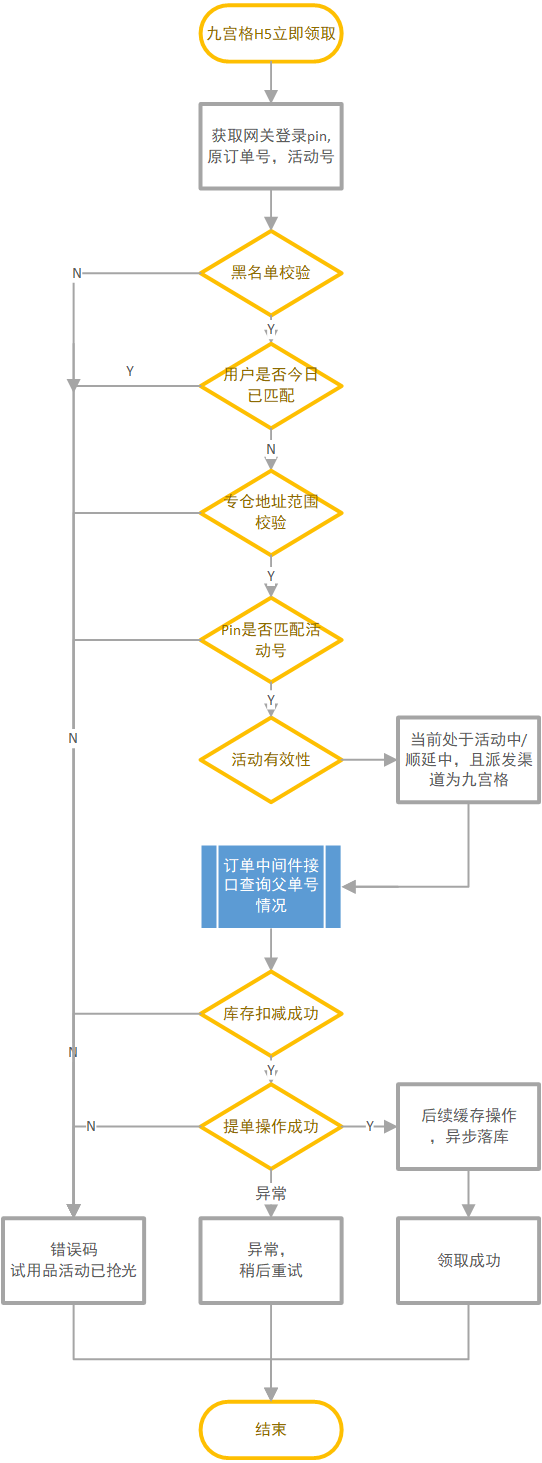 九宫格H5立即领取
获取网关登录pin,
原订单号，活动号
黑名单校验
N
Y
用户是否今日
已匹配
Y
N
专仓地址范围
校验
Y
Pin是否匹配活
动号
Y
N
活动有效性
当前处于活动中/
顺延中，且派发渠
道为九宫格
订单中间件接
口查询父单号
情况
库存扣减成功
N
Y
提单操作成功
N
Y
后续缓存操作
，异步落库
异常
错误码
试用品活动已抢光
异常，
稍后重试
领取成功
结束